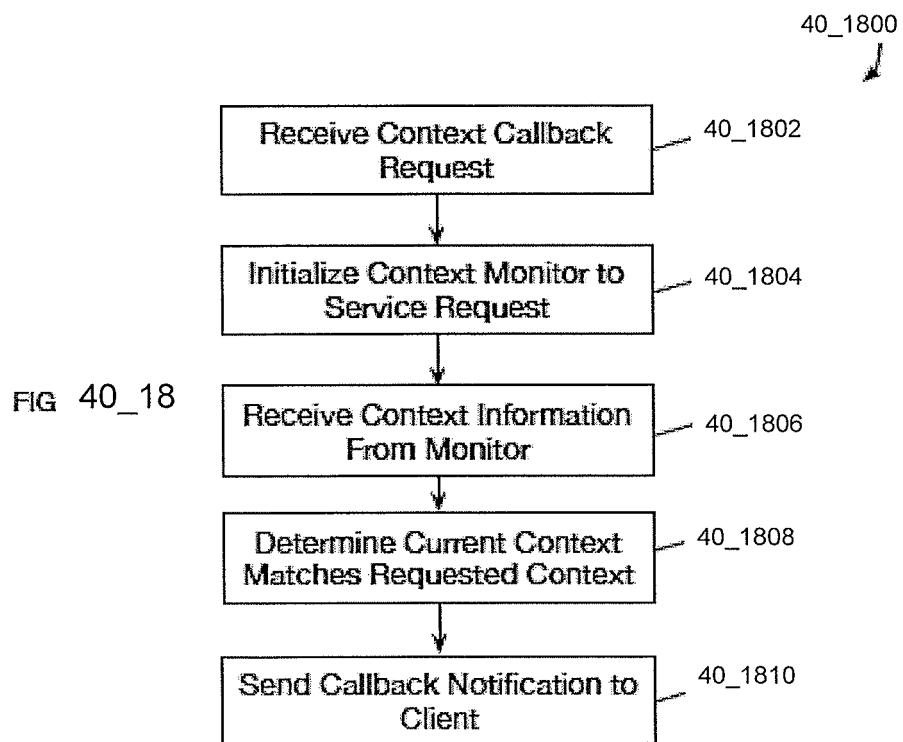 40_1800
Receive Context Callback
Request
40_1802
Initialize Context Monitor to
Service Request
40_1804
FIG 40_18
Receive Context Information
From Monitor
40_1806
Determine Current Context
Matches Requested Context
40_1808
Send Callback Notification to
Client
40_1810